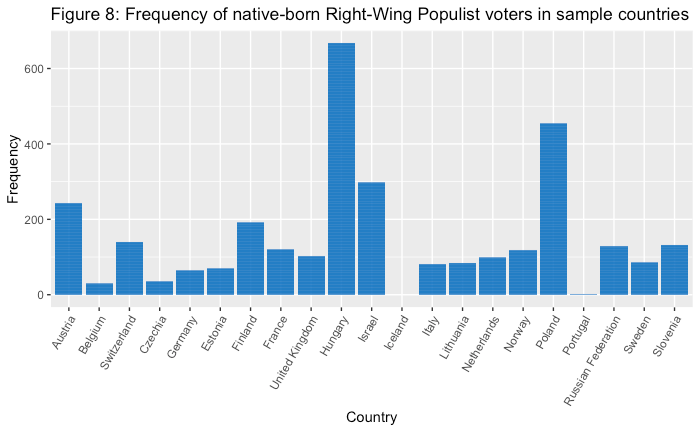 Figure 8: Frequency of native-born Right-Wing Populist voters in sample countries
Frequency
600
400
200
0
Austria
Belgium
Switzerland
Czechia
Germany
Estonia
Finland
France
United Kingdom
Hungary
Israel
Iceland
Italy
Lithuania
Netherlands
Norway
Poland
Portugal
Russian Federation
Sweden
Slovenia
Country